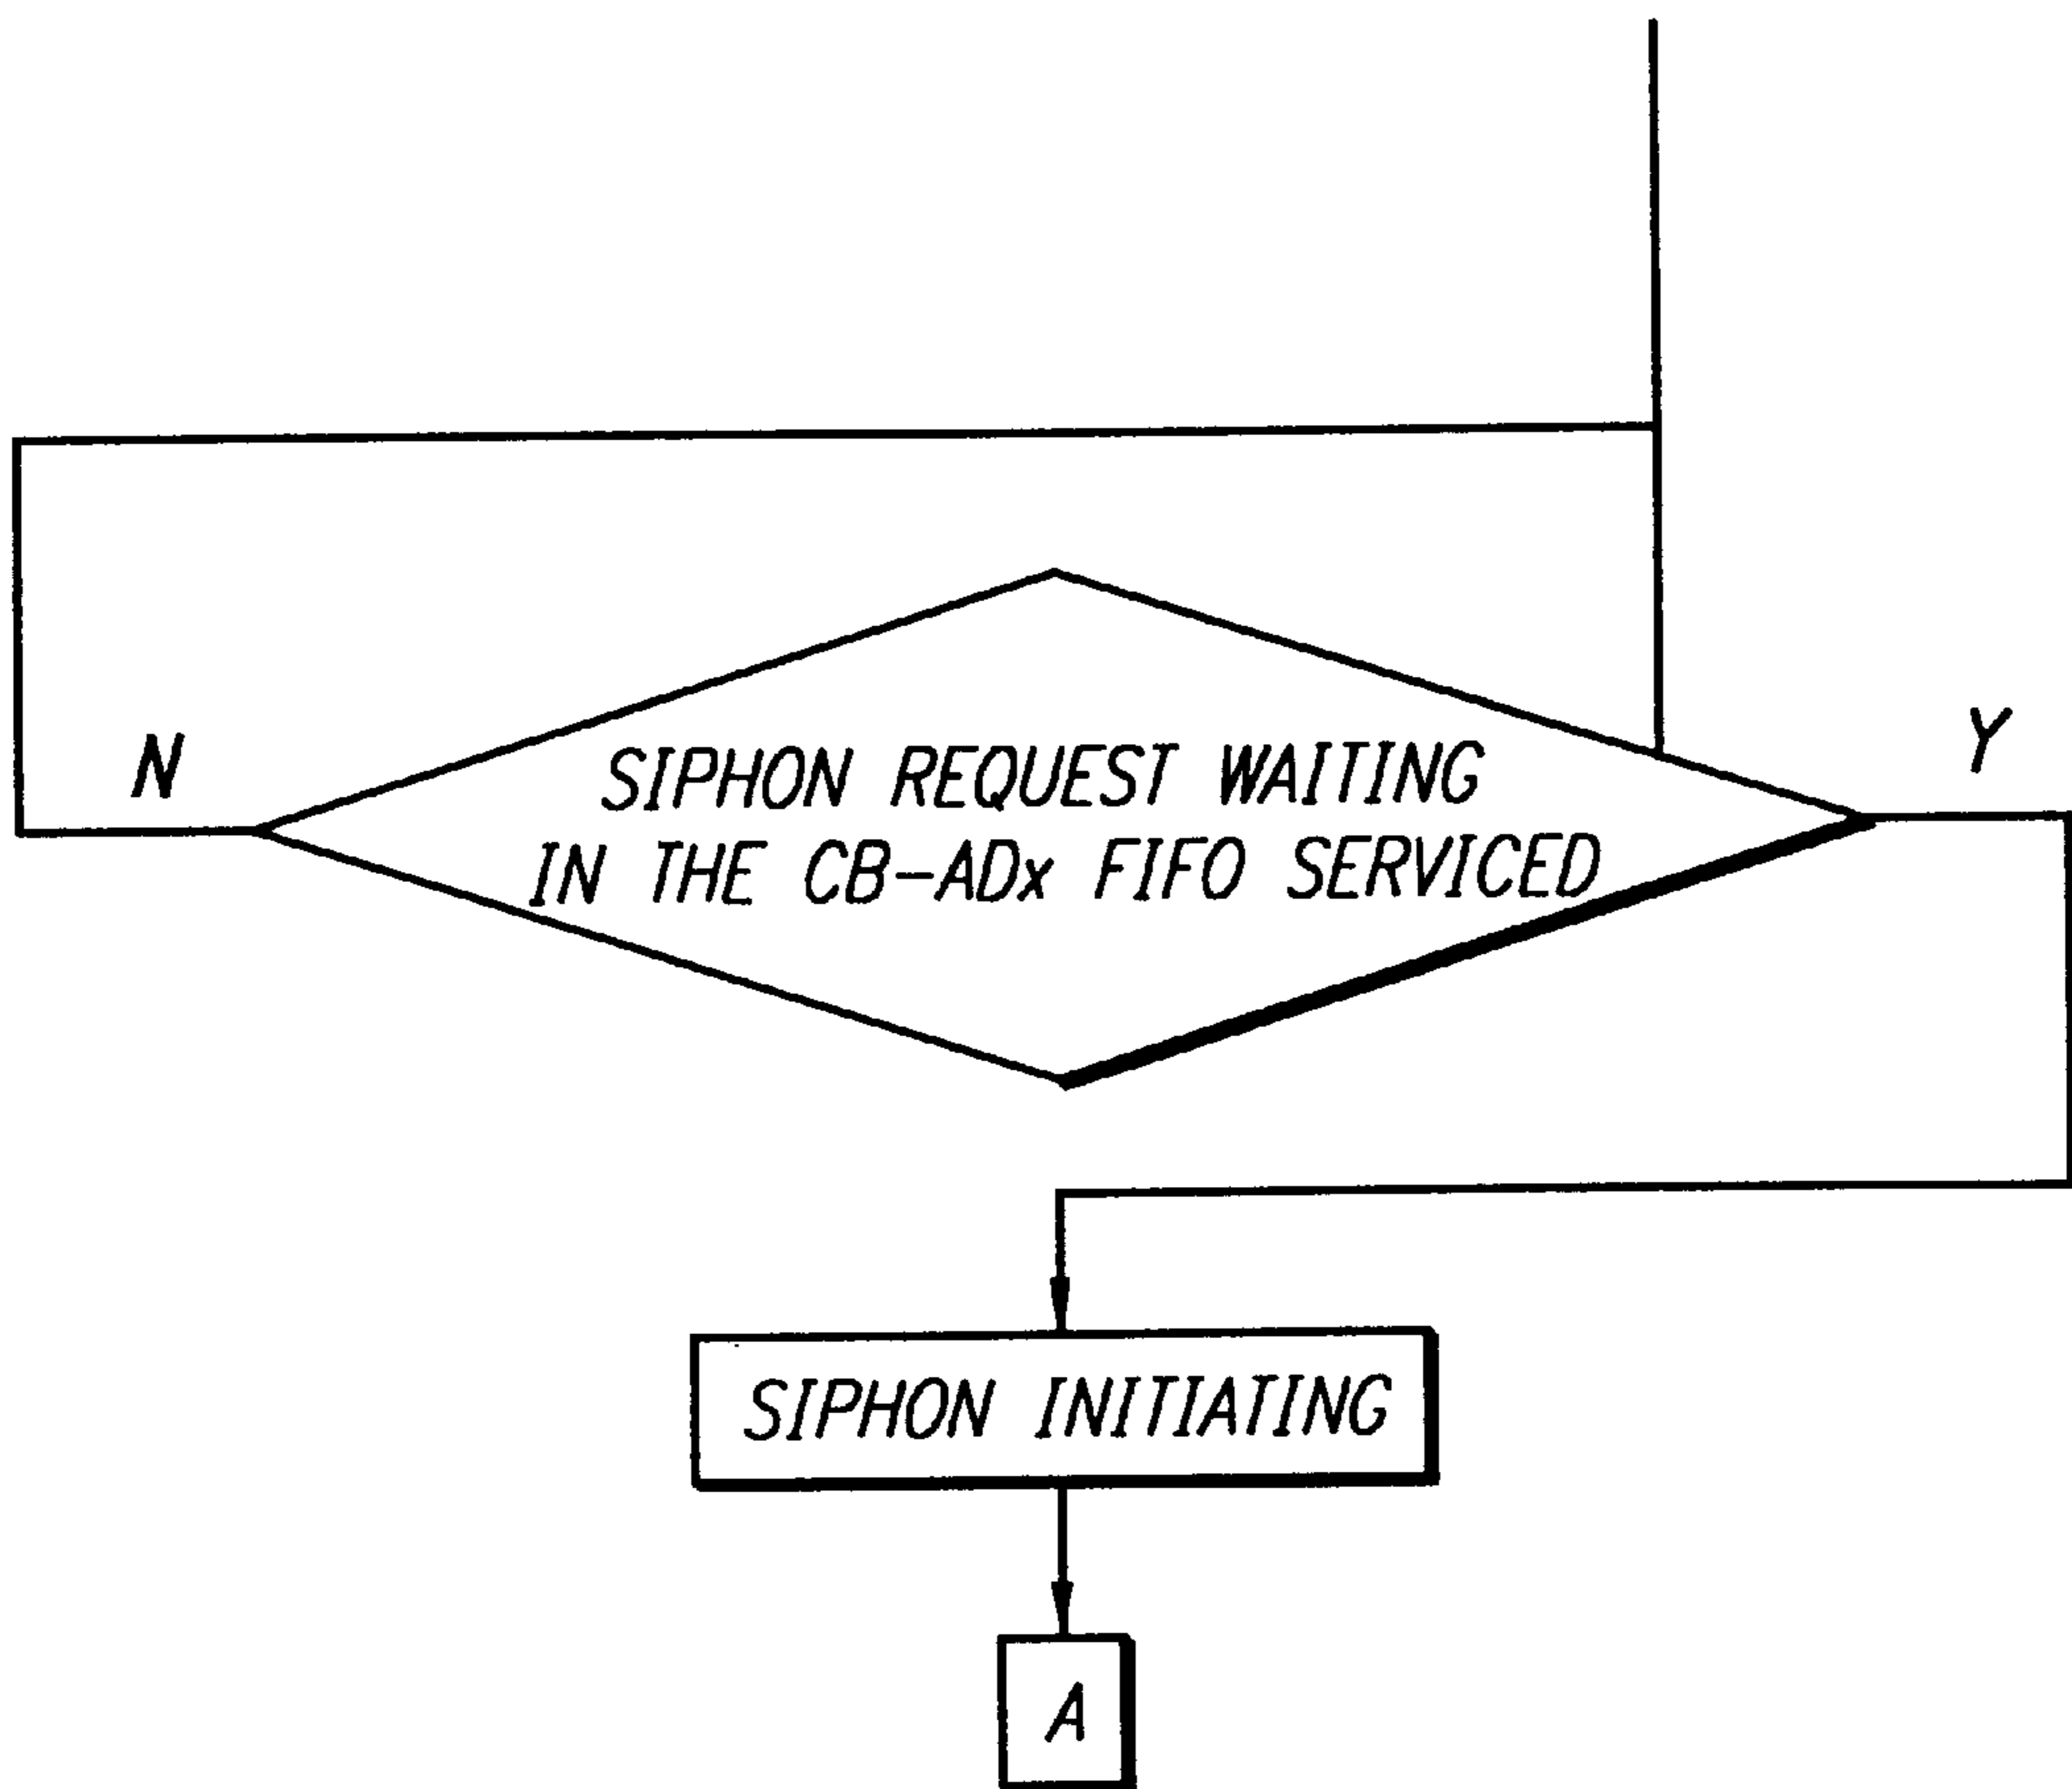 N
Y
SIPHON REQUEST WAITING
IN THE CB-ADx FIFO SERVICED
SIPHON INITIATING
A